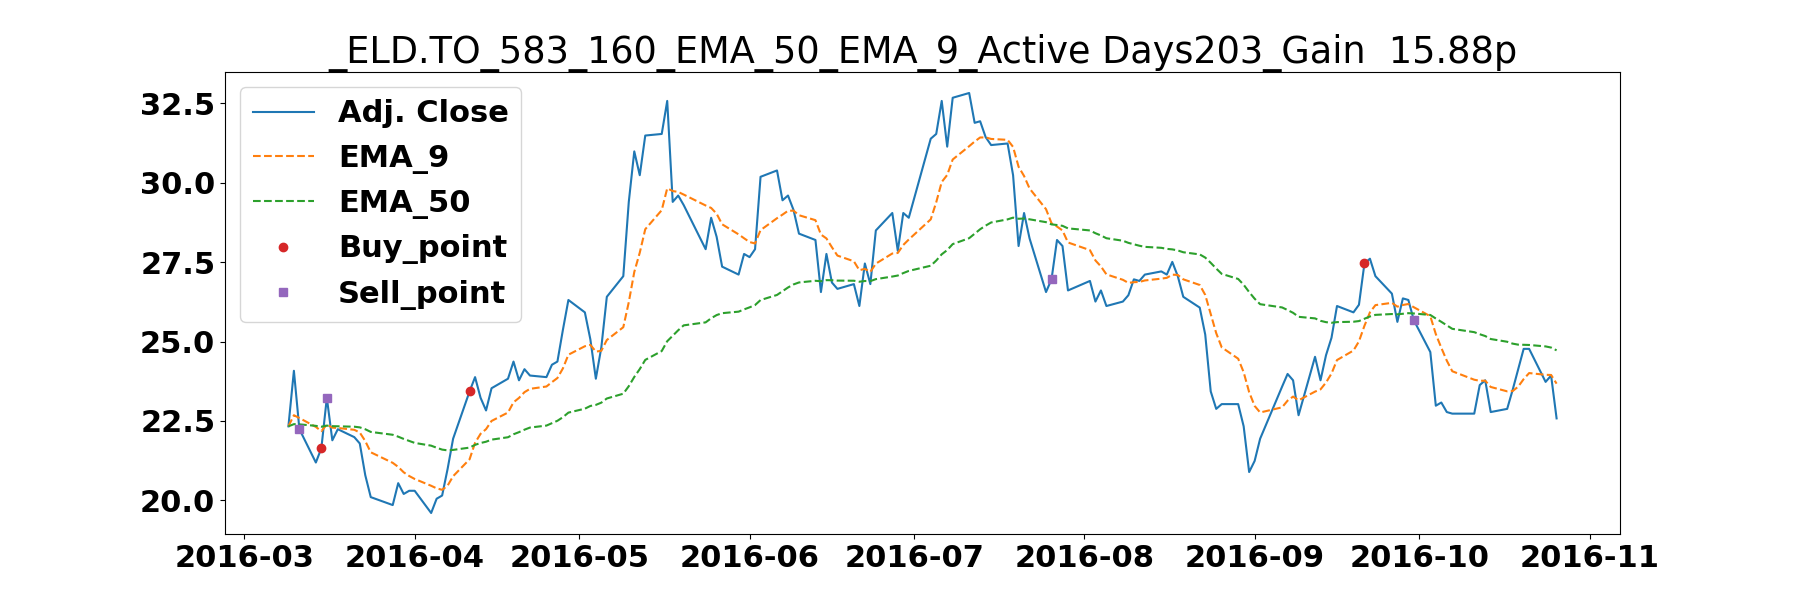 _ELD.TO_583_160_EMA_50_EMA_9_Active Days203_Gain  15.88p
32.5
30.0
27.5
25.0
22.5
20.0
Adj. Close
EMA_9
EMA_50
Buy_point
Sell_point
2016-03 2016-04 2016-05 2016-06 2016-07 2016-08 2016-09 2016-10 2016-11